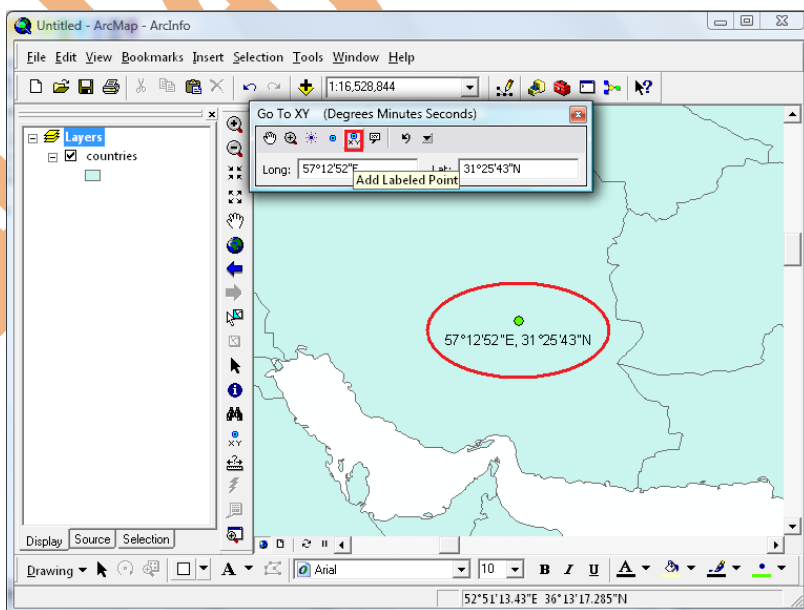 Untitled - ArcMap - ArcInfo
File Edit View Bookmarks Insert Selection Tools Window Help
1:16,528,844
Go To XY (Degrees Minutes Seconds)
Long: 57°12'52"E Lat: 31°25'43"N
Add Labeled Point
Layers
countries
57°12'52"E, 31°25'43"N
Display Source Selection
Drawing A Arial 10 B I U A
52°51'13.43"E 36°13'17.285"N